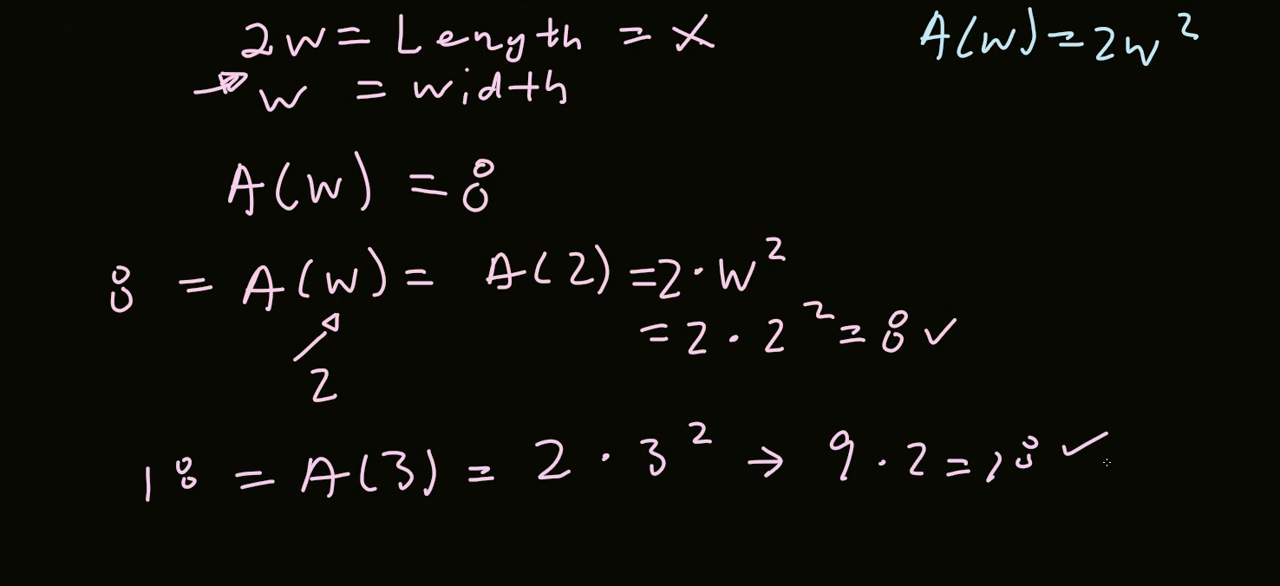 2w = Length = x
A(w) = 2w²
→ w = width
A(w) = 8
8 = A(w) = A(2) = 2 · w²
= 2 · 2² = 8 ✓
2
18 = A(3) = 2 · 3² → 9 · 2 = 18 ✓